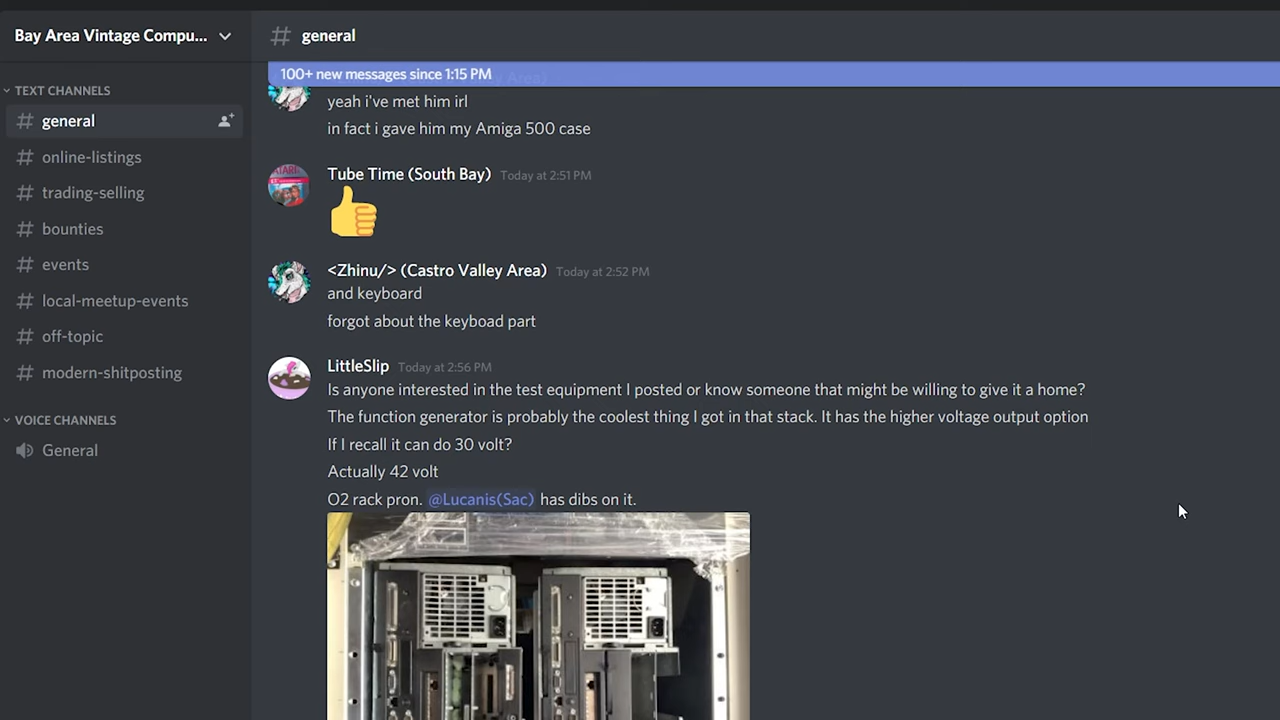 Bay Area Vintage Compu...
general
100+ new messages since 1:15 PM
TEXT CHANNELS
general
online-listings
trading-selling
bounties
events
local-meetup-events
off-topic
modern-shitposting
VOICE CHANNELS
General
yeah i've met him irl
in fact i gave him my Amiga 500 case
Tube Time (South Bay) Today at 2:51 PM
<Zhinu/> (Castro Valley Area) Today at 2:52 PM
and keyboard
forgot about the keyboad part
LittleSlip Today at 2:56 PM
Is anyone interested in the test equipment I posted or know someone that might be willing to give it a home?
The function generator is probably the coolest thing I got in that stack. It has the higher voltage output option
If I recall it can do 30 volt?
Actually 42 volt
O2 rack pron. @Lucanis(Sac) has dibs on it.